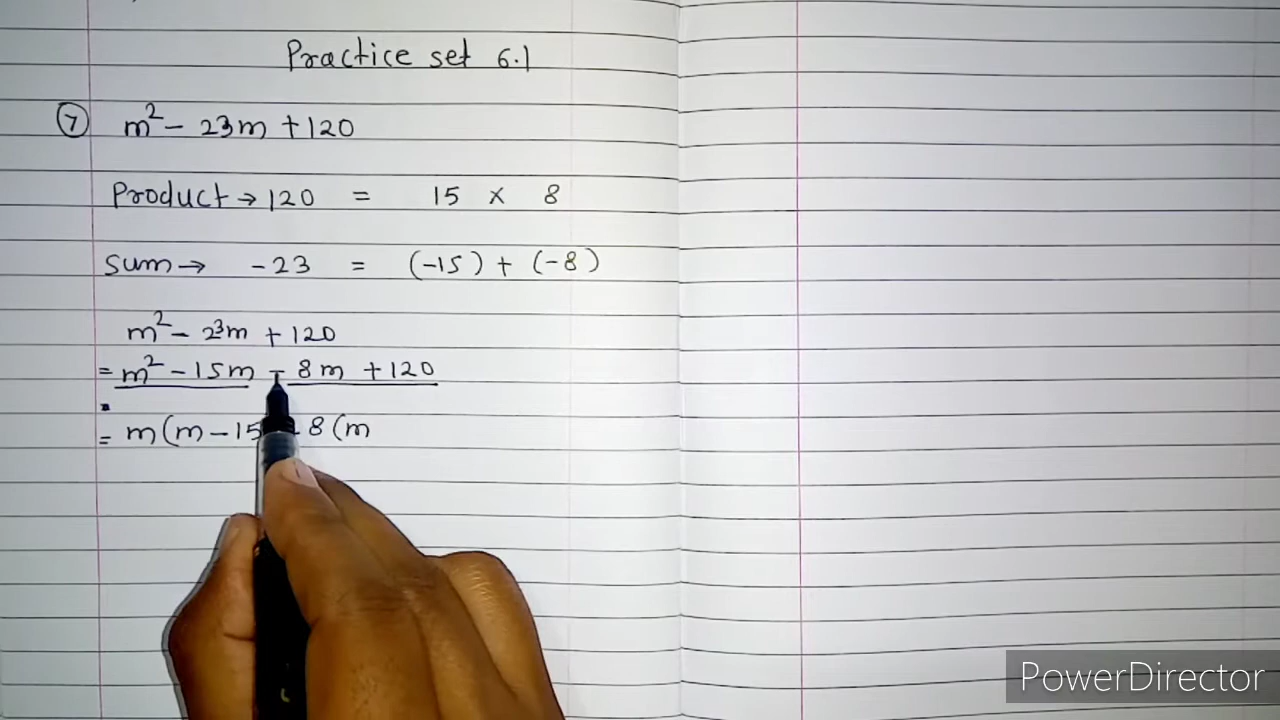 Practice set 6.1
7 m² - 23m + 120
Product → 120 = 15 × 8
Sum → -23 = (-15) + (-8)
m² - 23m + 120
= m² - 15m - 8m + 120
= m(m - 15 - 8(m
PowerDirector